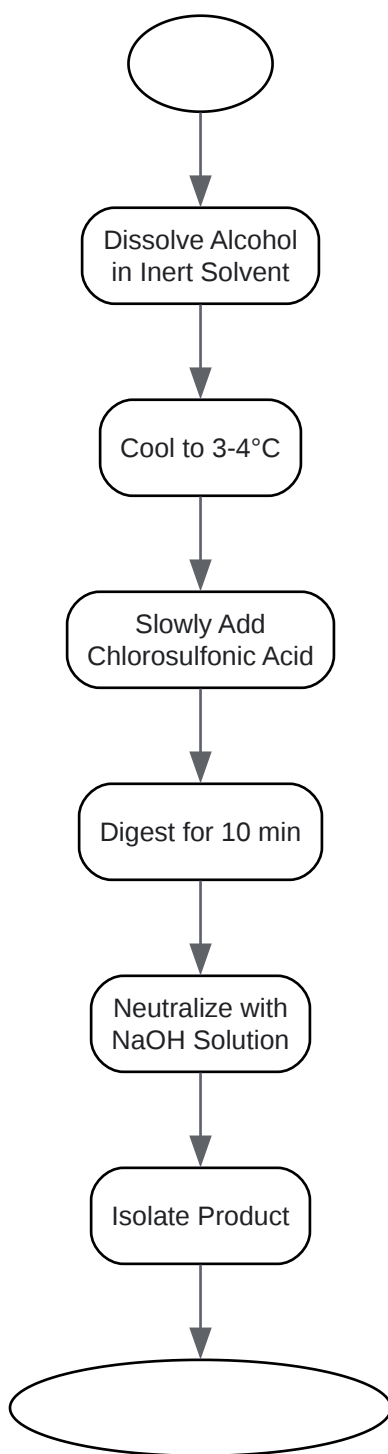 Dissolve Alcohol
in Inert Solvent
Cool to 3-4°C
Slowly Add
Chlorosulfonic Acid
Digest for 10 min
Neutralize with
NaOH Solution
Isolate Product